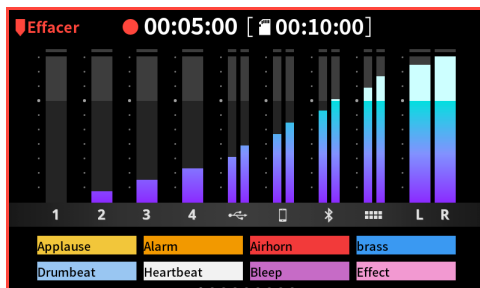 Effacer 00:05:00 [ 00:10:00]
1 2 3 4 L R
Applause Alarm Airhorn brass
Drumbeat Heartbeat Bleep Effect